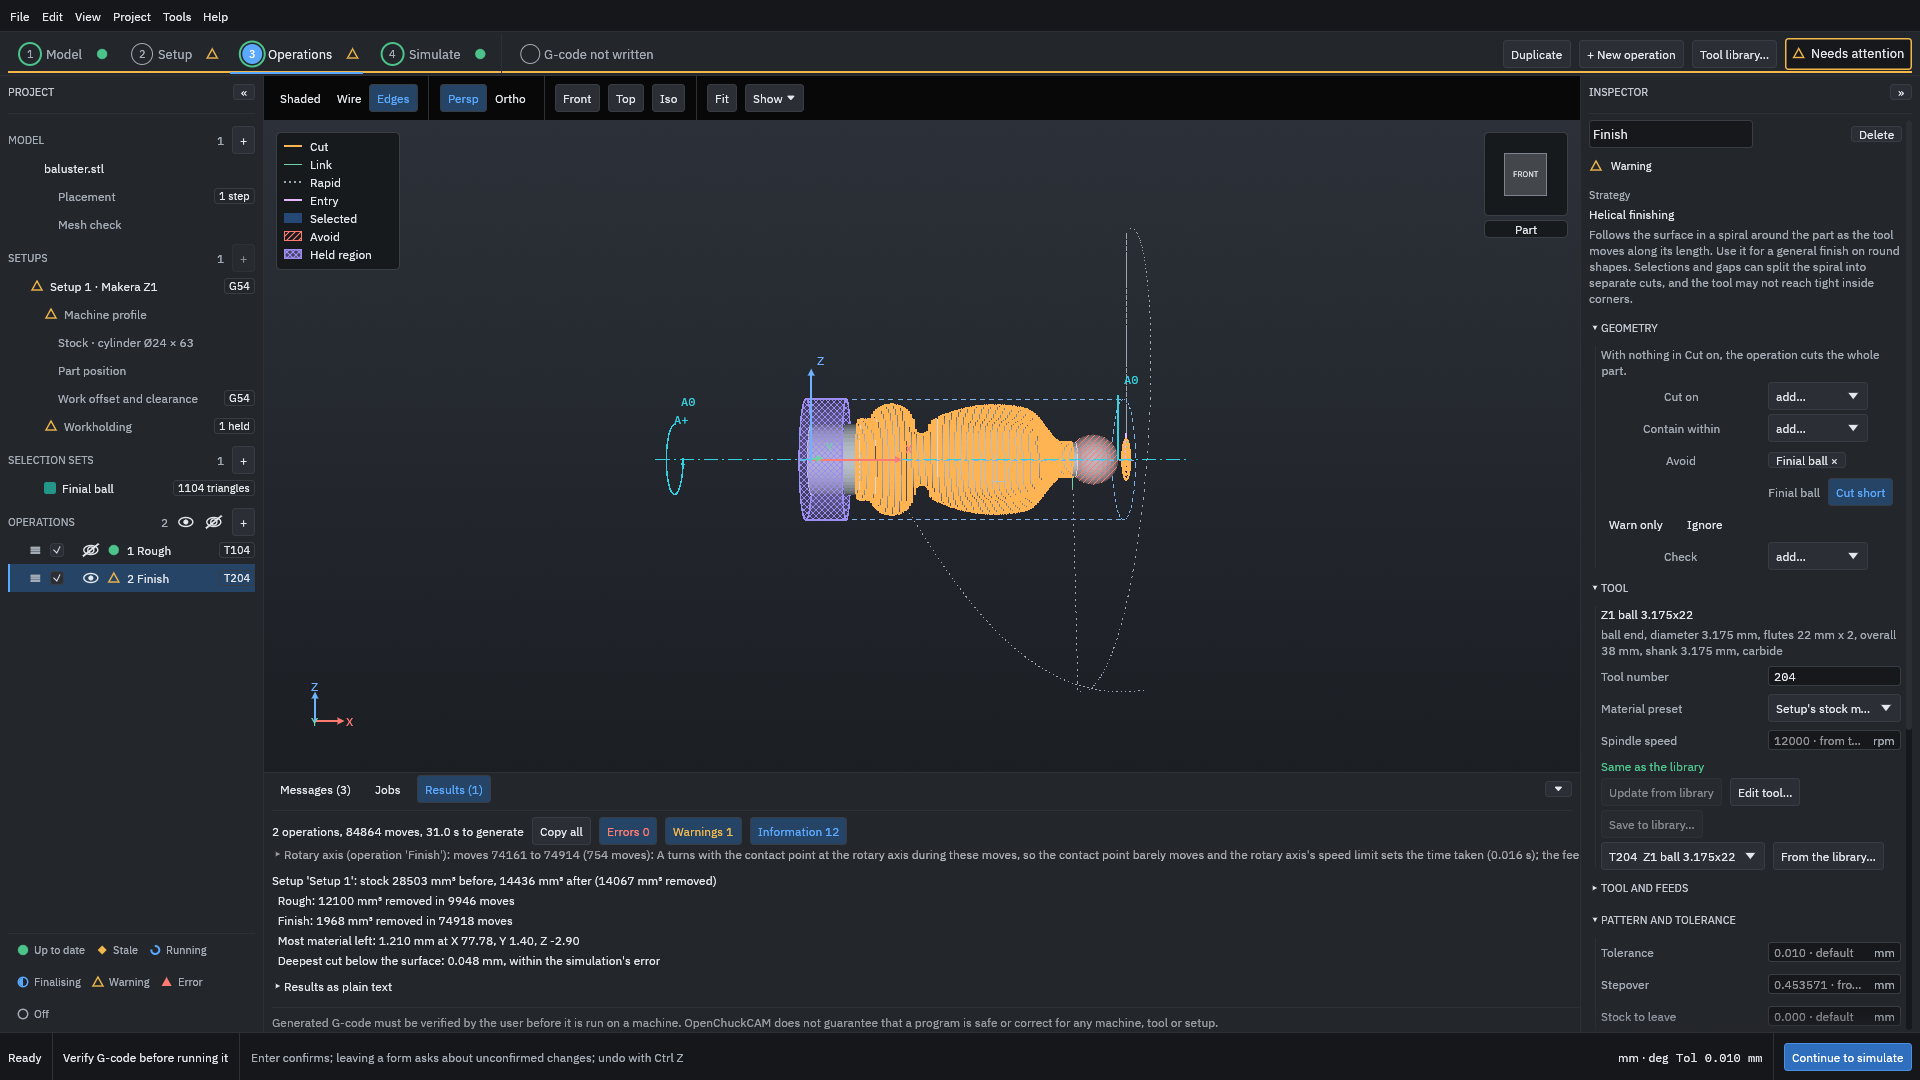 File Edit View Project Tools Help
1 Model 2 Setup 3 Operations 4 Simulate G-code not written Duplicate + New operation Tool library... Needs attention
PROJECT «
Shaded Wire Edges Persp Ortho Front Top Iso Fit Show
INSPECTOR »
MODEL 1 +
baluster.stl
Placement 1 step
Mesh check
SETUPS 1 +
Setup 1 · Makera Z1 G54
Machine profile
Stock · cylinder Ø24 × 63
Part position
Work offset and clearance G54
Workholding 1 held
SELECTION SETS 1 +
Finial ball 1104 triangles
OPERATIONS 2 +
1 Rough T104
2 Finish T204
Up to date Stale Running
Finalising Warning Error
Off
Cut
Link
Rapid
Entry
Selected
Avoid
Held region
FRONT
Part
Z
A0
A0
A+
Z
Y X
Finish Delete
Warning
Strategy
Helical finishing
Follows the surface in a spiral around the part as the tool
moves along its length. Use it for a general finish on round
shapes. Selections and gaps can split the spiral into
separate cuts, and the tool may not reach tight inside
corners.
GEOMETRY
With nothing in Cut on, the operation cuts the whole
part.
Cut on add...
Contain within add...
Avoid Finial ball ×
Finial ball Cut short
Warn only Ignore
Check add...
TOOL
Z1 ball 3.175x22
ball end, diameter 3.175 mm, flutes 22 mm x 2, overall
38 mm, shank 3.175 mm, carbide
Tool number 204
Material preset Setup's stock m...
Spindle speed 12000 · from t... rpm
Same as the library
Update from library Edit tool...
Save to library...
T204 Z1 ball 3.175x22 From the library...
TOOL AND FEEDS
PATTERN AND TOLERANCE
Tolerance 0.010 · default mm
Stepover 0.453571 · fro... mm
Stock to leave 0.000 · default mm
Messages (3) Jobs Results (1)
2 operations, 84864 moves, 31.0 s to generate Copy all Errors 0 Warnings 1 Information 12
Rotary axis (operation 'Finish'): moves 74161 to 74914 (754 moves): A turns with the contact point at the rotary axis during these moves, so the contact point barely moves and the rotary axis's speed limit sets the time taken (0.016 s); the fee
Setup 'Setup 1': stock 28503 mm³ before, 14436 mm³ after (14067 mm³ removed)
Rough: 12100 mm³ removed in 9946 moves
Finish: 1968 mm³ removed in 74918 moves
Most material left: 1.210 mm at X 77.78, Y 1.40, Z -2.90
Deepest cut below the surface: 0.048 mm, within the simulation's error
Results as plain text
Generated G-code must be verified by the user before it is run on a machine. OpenChuckCAM does not guarantee that a program is safe or correct for any machine, tool or setup.
Ready Verify G-code before running it Enter confirms; leaving a form asks about unconfirmed changes; undo with Ctrl Z mm · deg Tol 0.010 mm Continue to simulate